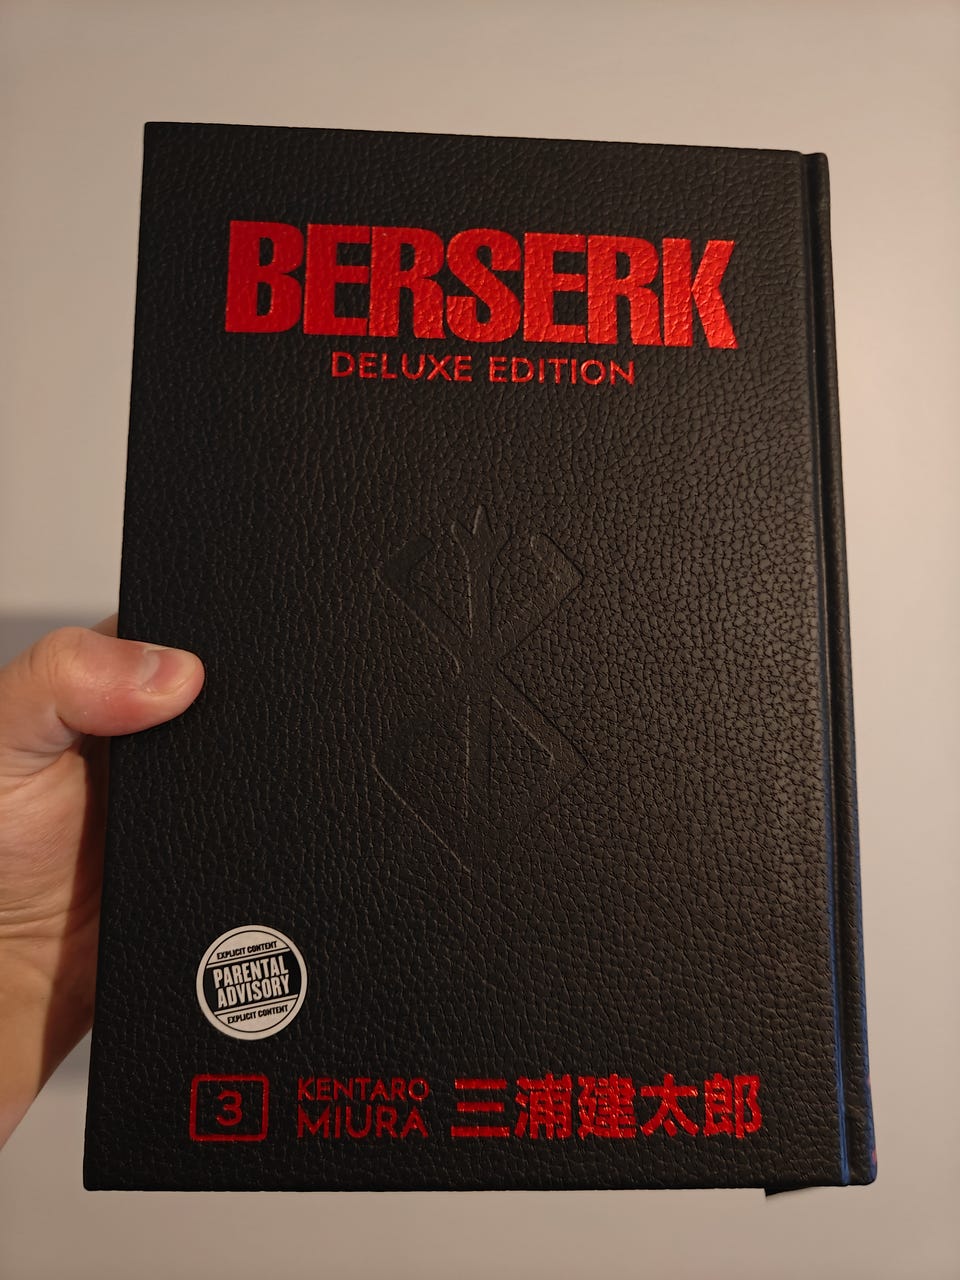 BERSERK
DELUXE EDITION
EXPLICIT CONTENT
PARENTAL
ADVISORY
EXPLICIT CONTENT
3
KENTARO
MIURA
三浦建太郎